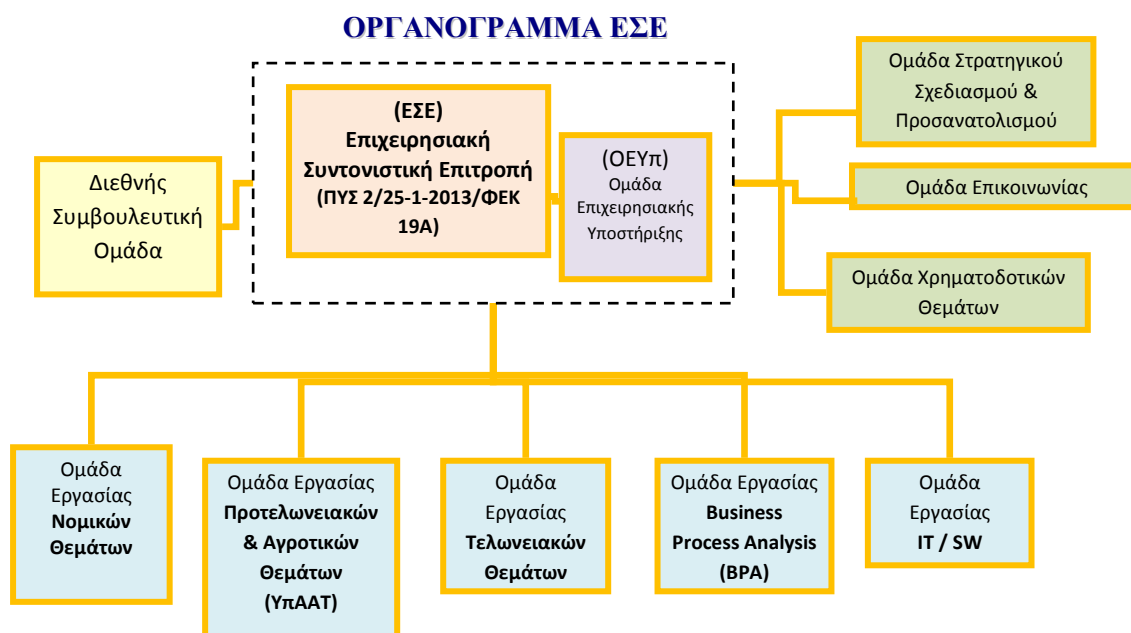 ΟΡΓΑΝΟΓΡΑΜΜΑ ΕΣΕ
Διεθνής
Συμβουλευτική
Ομάδα
(ΕΣΕ)
Επιχειρησιακή
Συντονιστική Επιτροπή
(ΠΥΣ 2/25-1-2013/ΦΕΚ
19Α)
(ΟΕΥπ)
Ομάδα
Επιχειρησιακής
Υποστήριξης
Ομάδα Στρατηγικού
Σχεδιασμού &
Προσανατολισμού
Ομάδα Επικοινωνίας
Ομάδα Χρηματοδοτικών
Θεμάτων
Ομάδα
Εργασίας
Νομικών
Θεμάτων
Ομάδα Εργασίας
Προτελωνειακών
& Αγροτικών
Θεμάτων
(ΥπΑΑΤ)
Ομάδα
Εργασίας
Τελωνειακών
Θεμάτων
Ομάδα Εργασίας
Business
Process Analysis
(BPA)
Ομάδα
Εργασίας
IT / SW